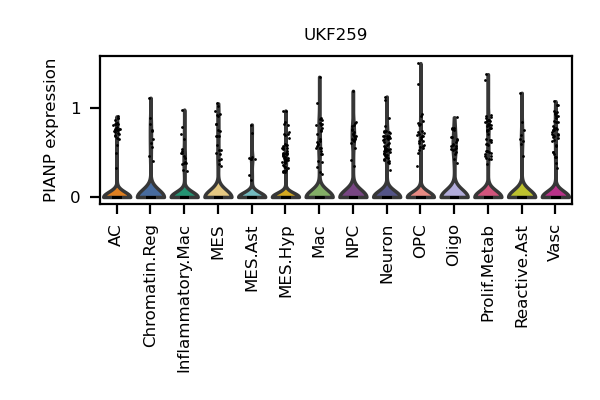 UKF259
PIANP expression
1
0
AC
Chromatin.Reg
Inflammatory.Mac
MES
MES.Ast
MES.Hyp
Mac
NPC
Neuron
OPC
Oligo
Prolif.Metab
Reactive.Ast
Vasc